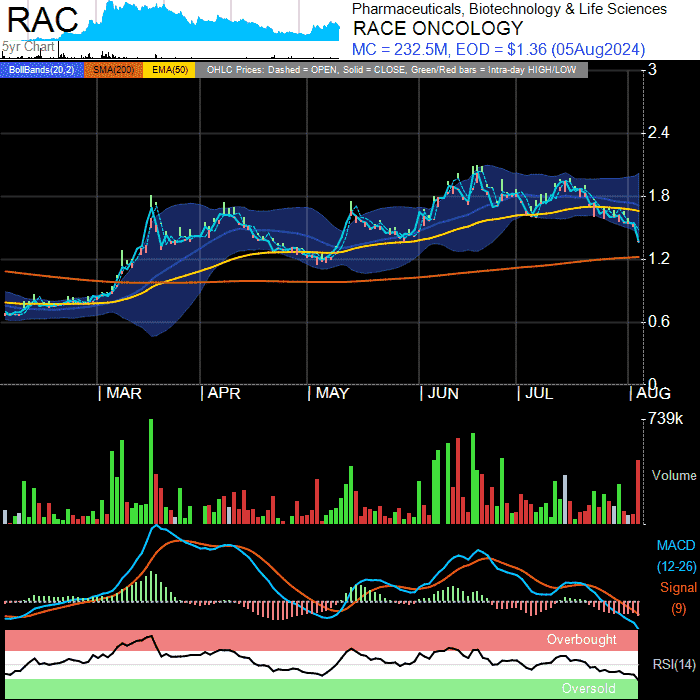 RAC
Pharmaceuticals, Biotechnology & Life Sciences
RACE ONCOLOGY
5yr Chart
MC = 232.5M, EOD = $1.36 (05Aug2024)
BollBands(20,2) SMA(200) EMA(50) OHLC Prices: Dashed = OPEN, Solid = CLOSE, Green/Red bars = Intra-day HIGH/LOW
3
2.4
1.8
1.2
0.6
0
MAR APR MAY JUN JUL AUG
739k
Volume
MACD
(12-26)
Signal
(9)
Overbought
RSI(14)
Oversold